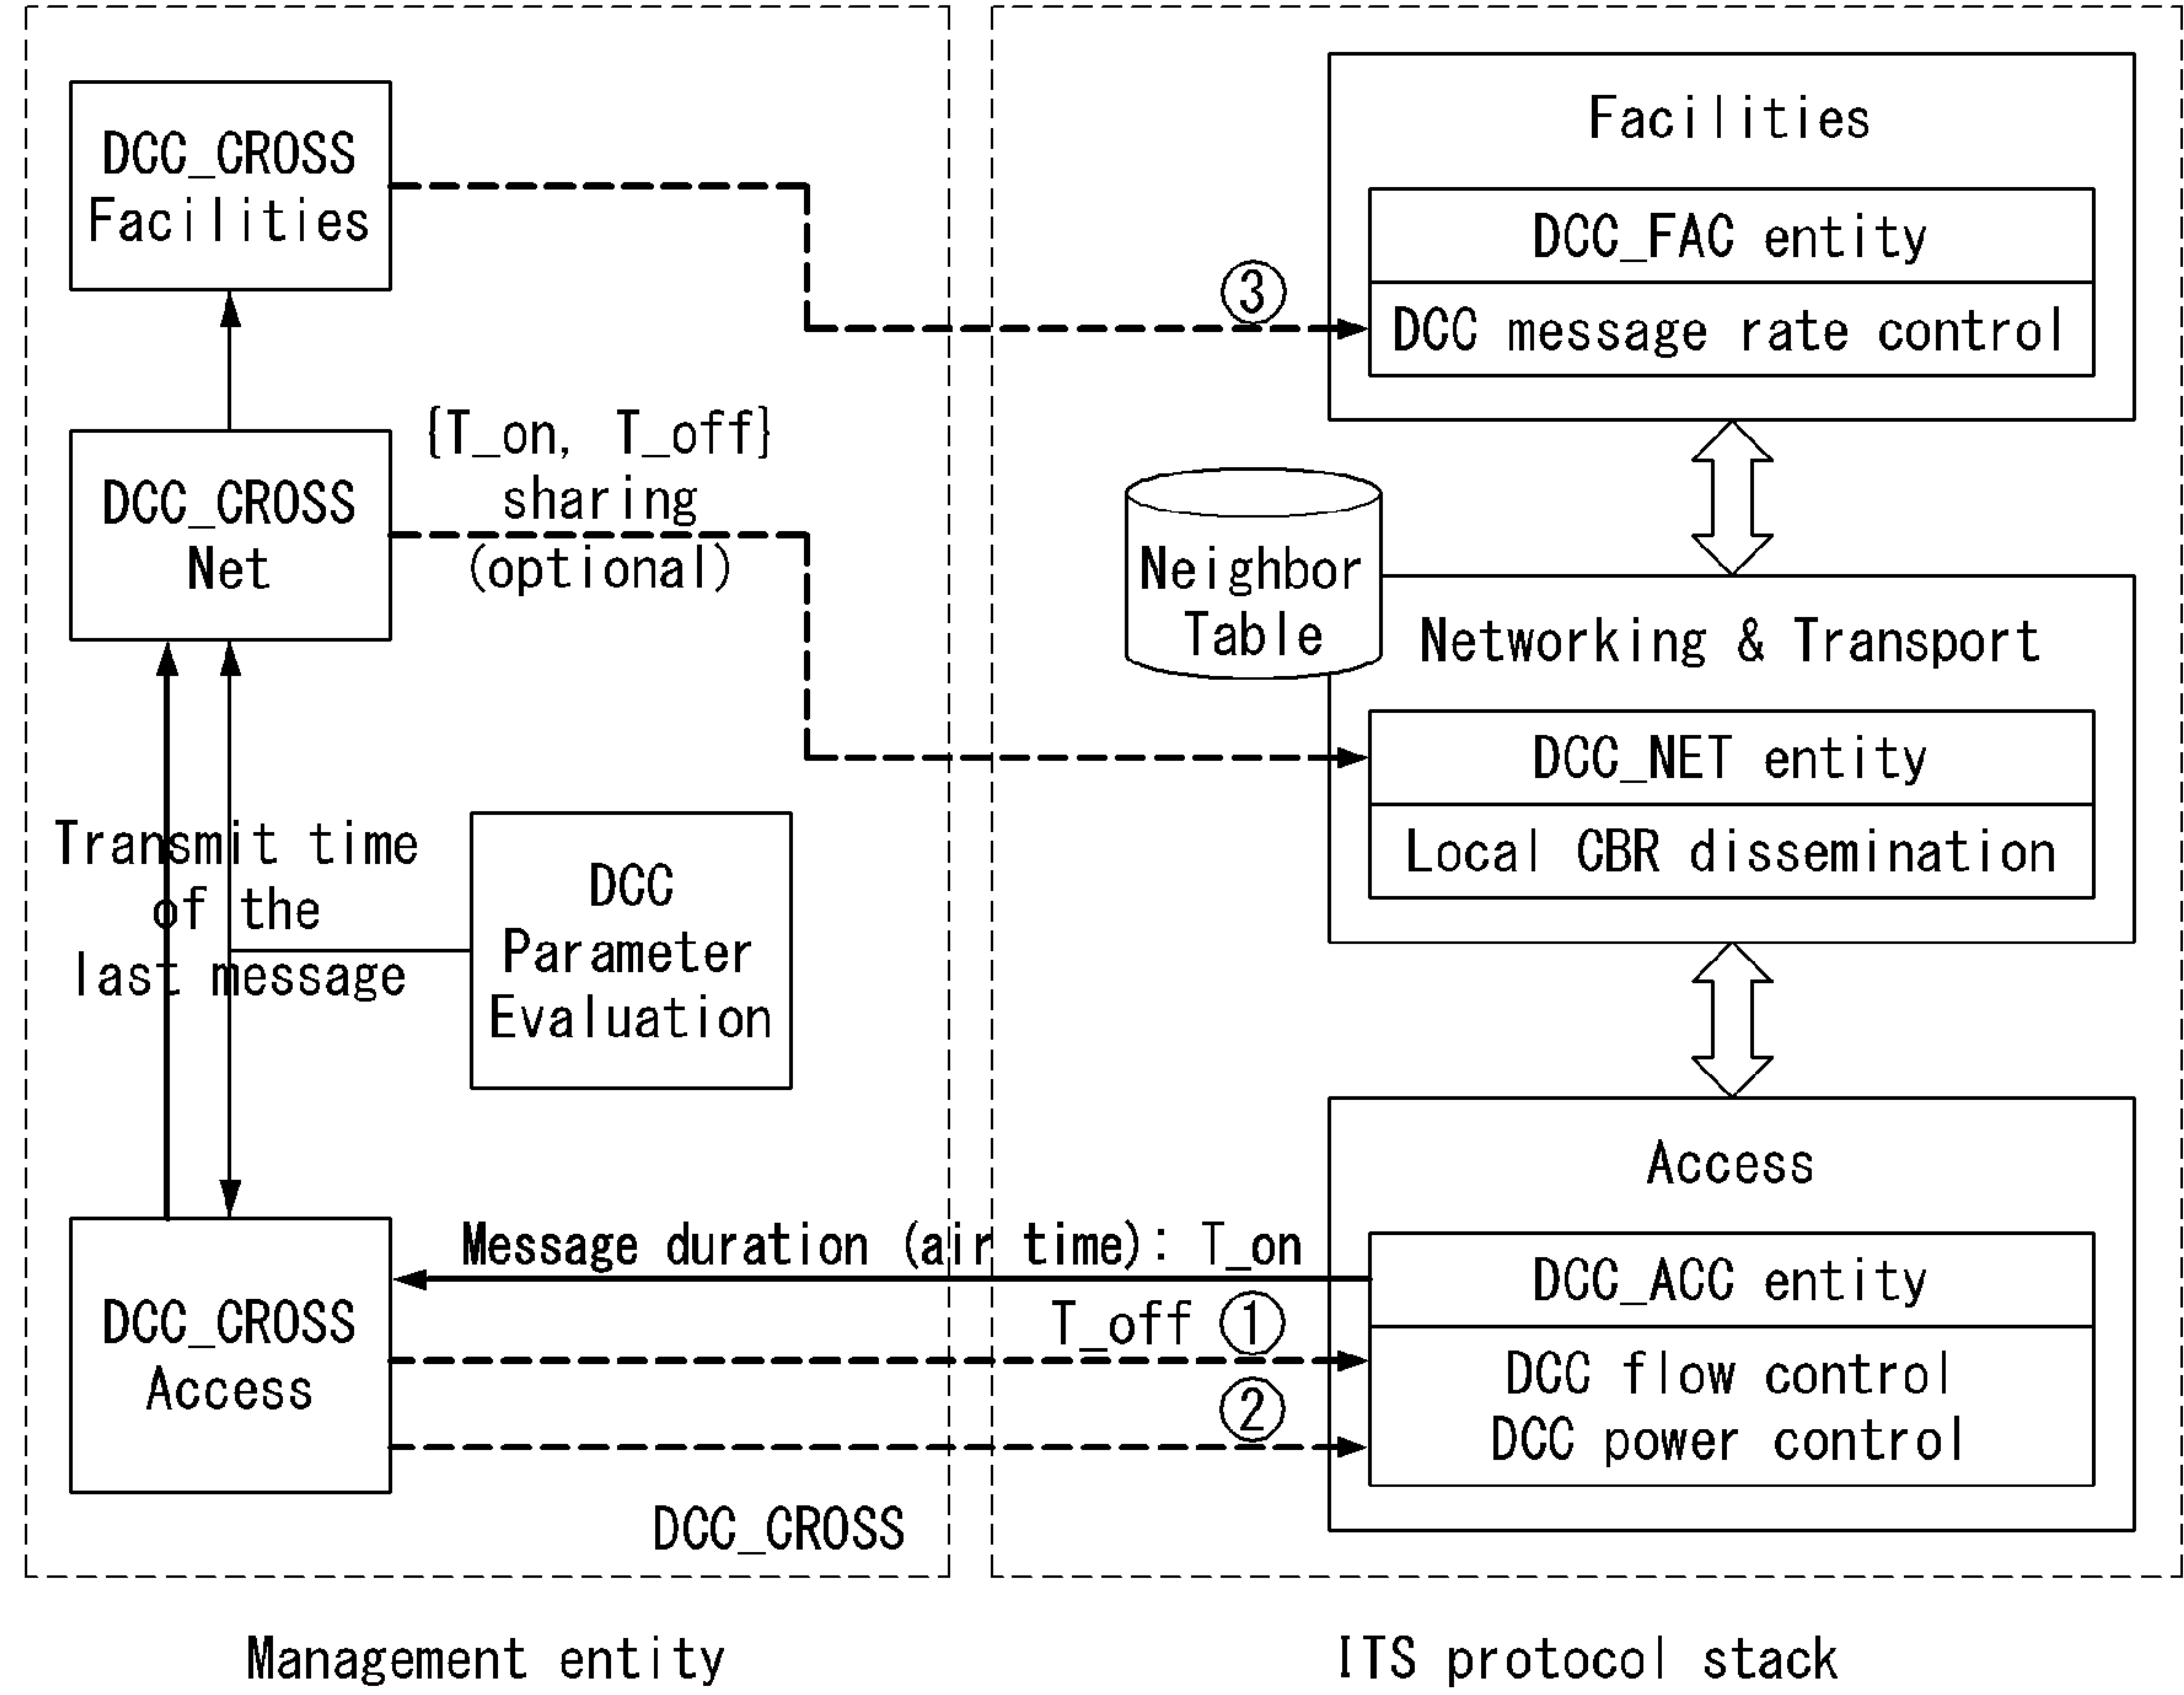 DCC_CROSS
Facilities
{T_on, T_off}
sharing
(optional)
DCC_CROSS
Net
Transmit time
of the
last message
DCC
Parameter
Evaluation
DCC_CROSS
Access
DCC_CROSS
Message duration (air time): T_on
T_off ①
②
③
Facilities
DCC_FAC entity
DCC message rate control
Neighbor
Table
Networking & Transport
DCC_NET entity
Local CBR dissemination
Access
DCC_ACC entity
DCC flow control
DCC power control
Management entity
ITS protocol stack